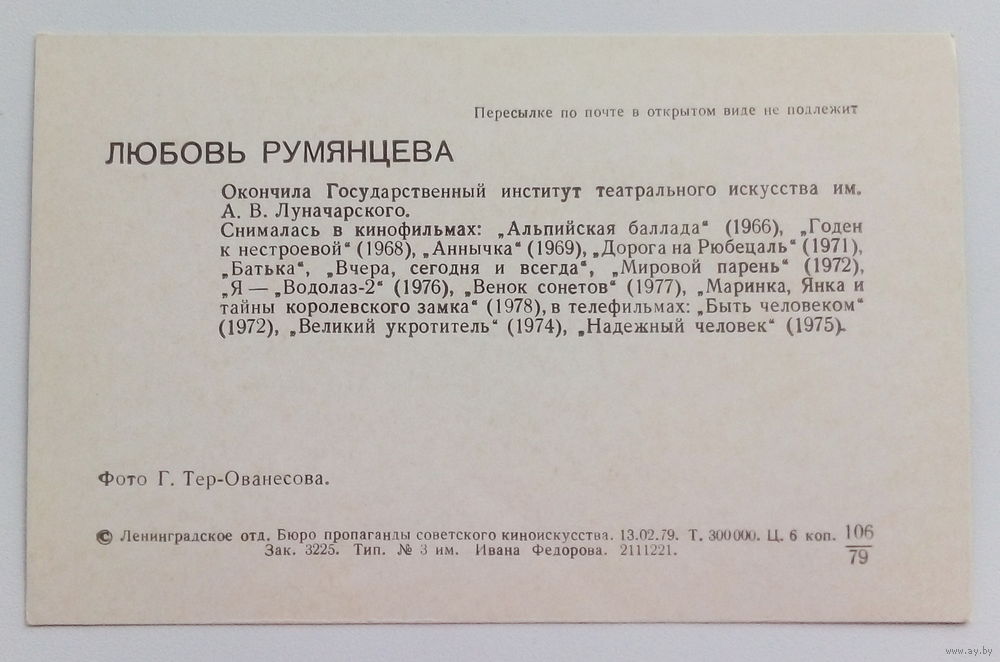 Пересылке по почте в открытом виде не подлежит
ЛЮБОВЬ РУМЯНЦЕВА
Окончила Государственный институт театрального искусства им.
А. В. Луначарского.
Снималась в кинофильмах: „Альпийская баллада“ (1966), „Годен
к нестроевой“ (1968), „Аннычка“ (1969), „Дорога на Рюбецаль“ (1971),
„Батька“, „Вчера, сегодня и всегда“, „Мировой парень“ (1972),
„Я — „Водолаз-2“ (1976), „Венок сонетов“ (1977), „Маринка, Янка и
тайны королевского замка“ (1978), в телефильмах: „Быть человеком“
(1972), „Великий укротитель“ (1974), „Надежный человек“ (1975).
Фото Г. Тер-Ованесова.
© Ленинградское отд. Бюро пропаганды советского киноискусства. 13.02.79. Т. 300000. Ц. 6 коп. 106/79
Зак. 3225. Тип. № 3 им. Ивана Федорова. 2111221.
www.ay.by